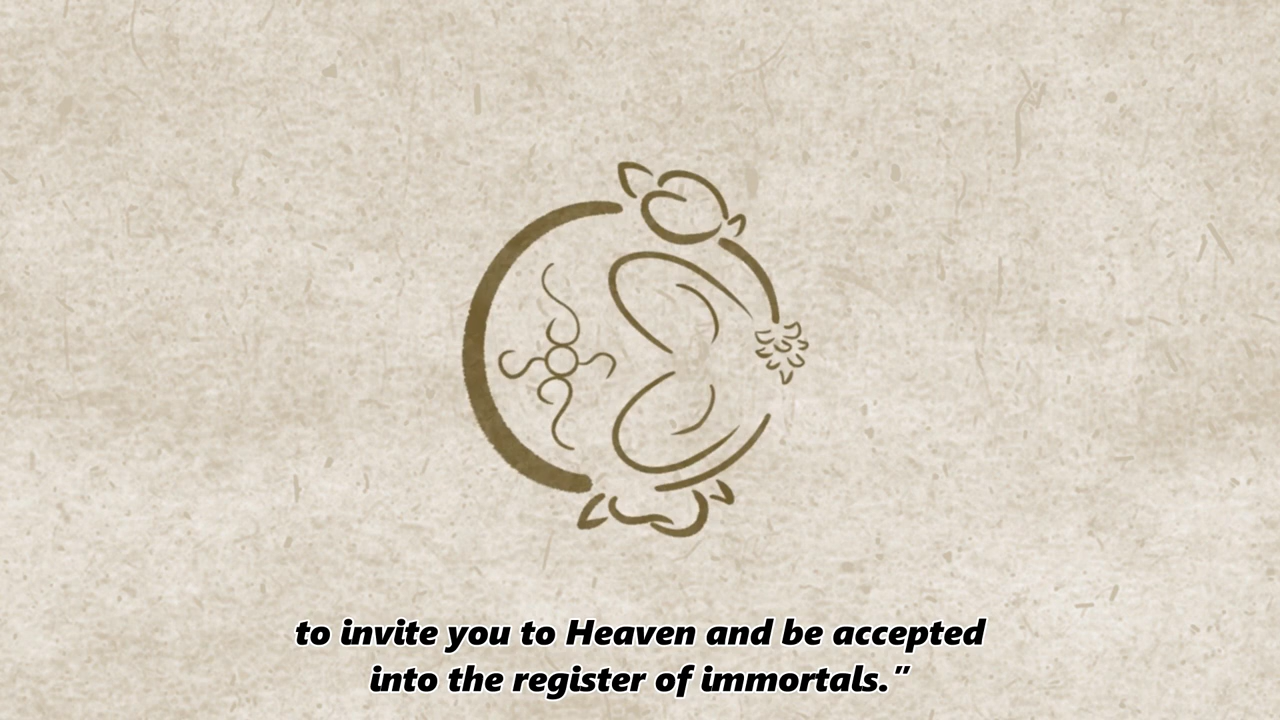 to invite you to Heaven and be accepted
into the register of immortals.”